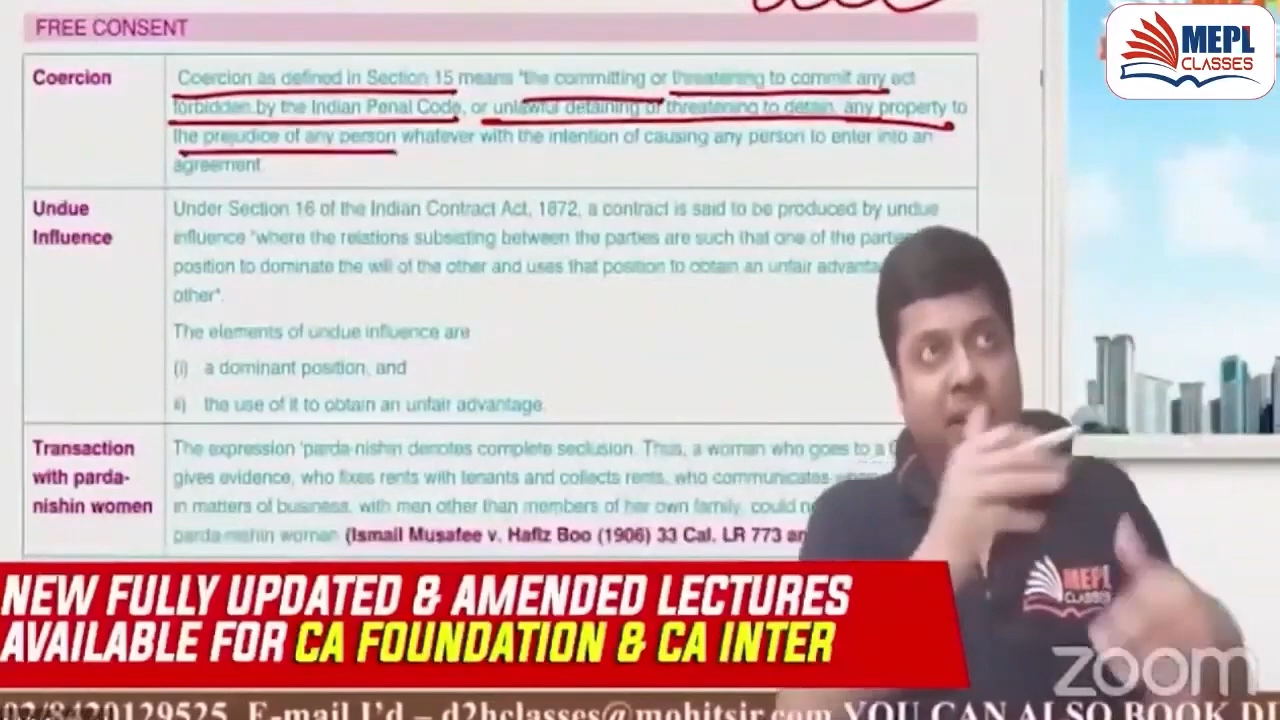 FREE CONSENT
MEPL
CLASSES
Coercion
Coercion as defined in Section 15 means "the committing or threatening to commit any act
forbidden by the Indian Penal Code, or unlawful detaining or threatening to detain, any property to
the prejudice of any person whatever with the intention of causing any person to enter into an
agreement.
Undue
Influence
Under Section 16 of the Indian Contract Act, 1872, a contract is said to be produced by undue
influence "where the relations subsisting between the parties are such that one of the
position to dominate the will of the other and uses that position to obtain an unfair
other".
The elements of undue influence are
(i) a dominant position, and
ii) the use of it to obtain an unfair advantage.
Transaction
with parda-
nishin women
The expression 'parda-nishin denotes complete seclusion. Thus, a woman who goes to a
gives evidence, who fixes rents with tenants and collects rents, who communicates
in matters of business, with men other than members of her own family, could
parda-nishin woman (Ismail Musafee v. Hafiz Boo (1906) 33 Cal. LR 773
MEPL
CLASSES
NEW FULLY UPDATED & AMENDED LECTURES
AVAILABLE FOR CA FOUNDATION & CA INTER
zoom
E-mail I'd – d2hclasses@mohitsir.com YOU CAN ALSO BOOK